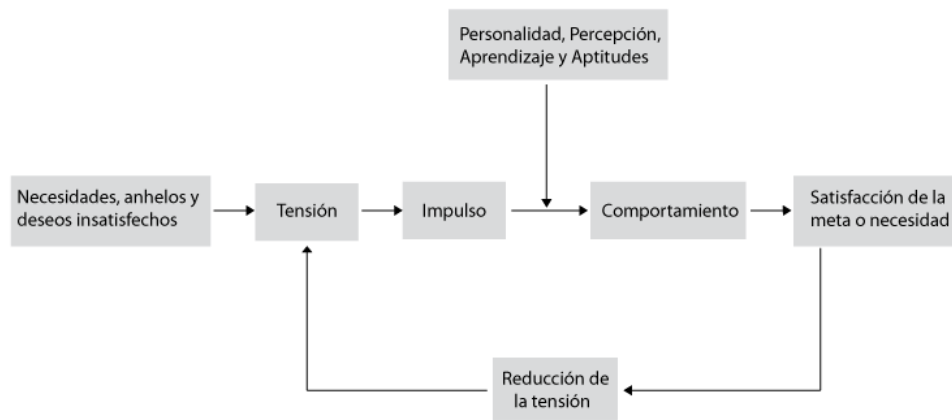 Personalidad, Percepción,
Aprendizaje y Aptitudes
Necesidades, anhelos y
deseos insatisfechos
Tensión
Impulso
Comportamiento
Satisfacción de la
meta o necesidad
Reducción de
la tensión